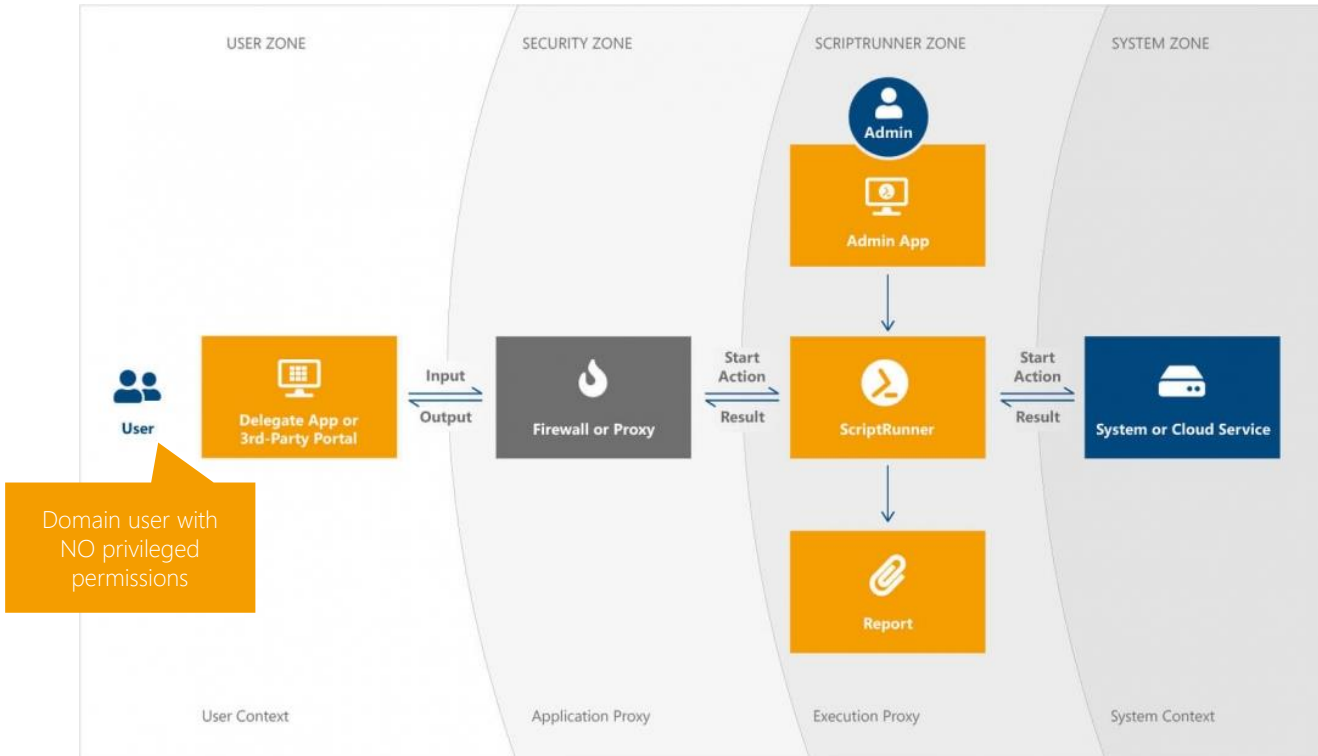 USER ZONE
SECURITY ZONE
SCRIPTRUNNER ZONE
SYSTEM ZONE
Admin
Admin App
User
Delegate App or
3rd-Party Portal
Input
Output
Firewall or Proxy
Start
Action
Result
ScriptRunner
Start
Action
Result
System or Cloud Service
Domain user with
NO privileged
permissions
Report
User Context
Application Proxy
Execution Proxy
System Context